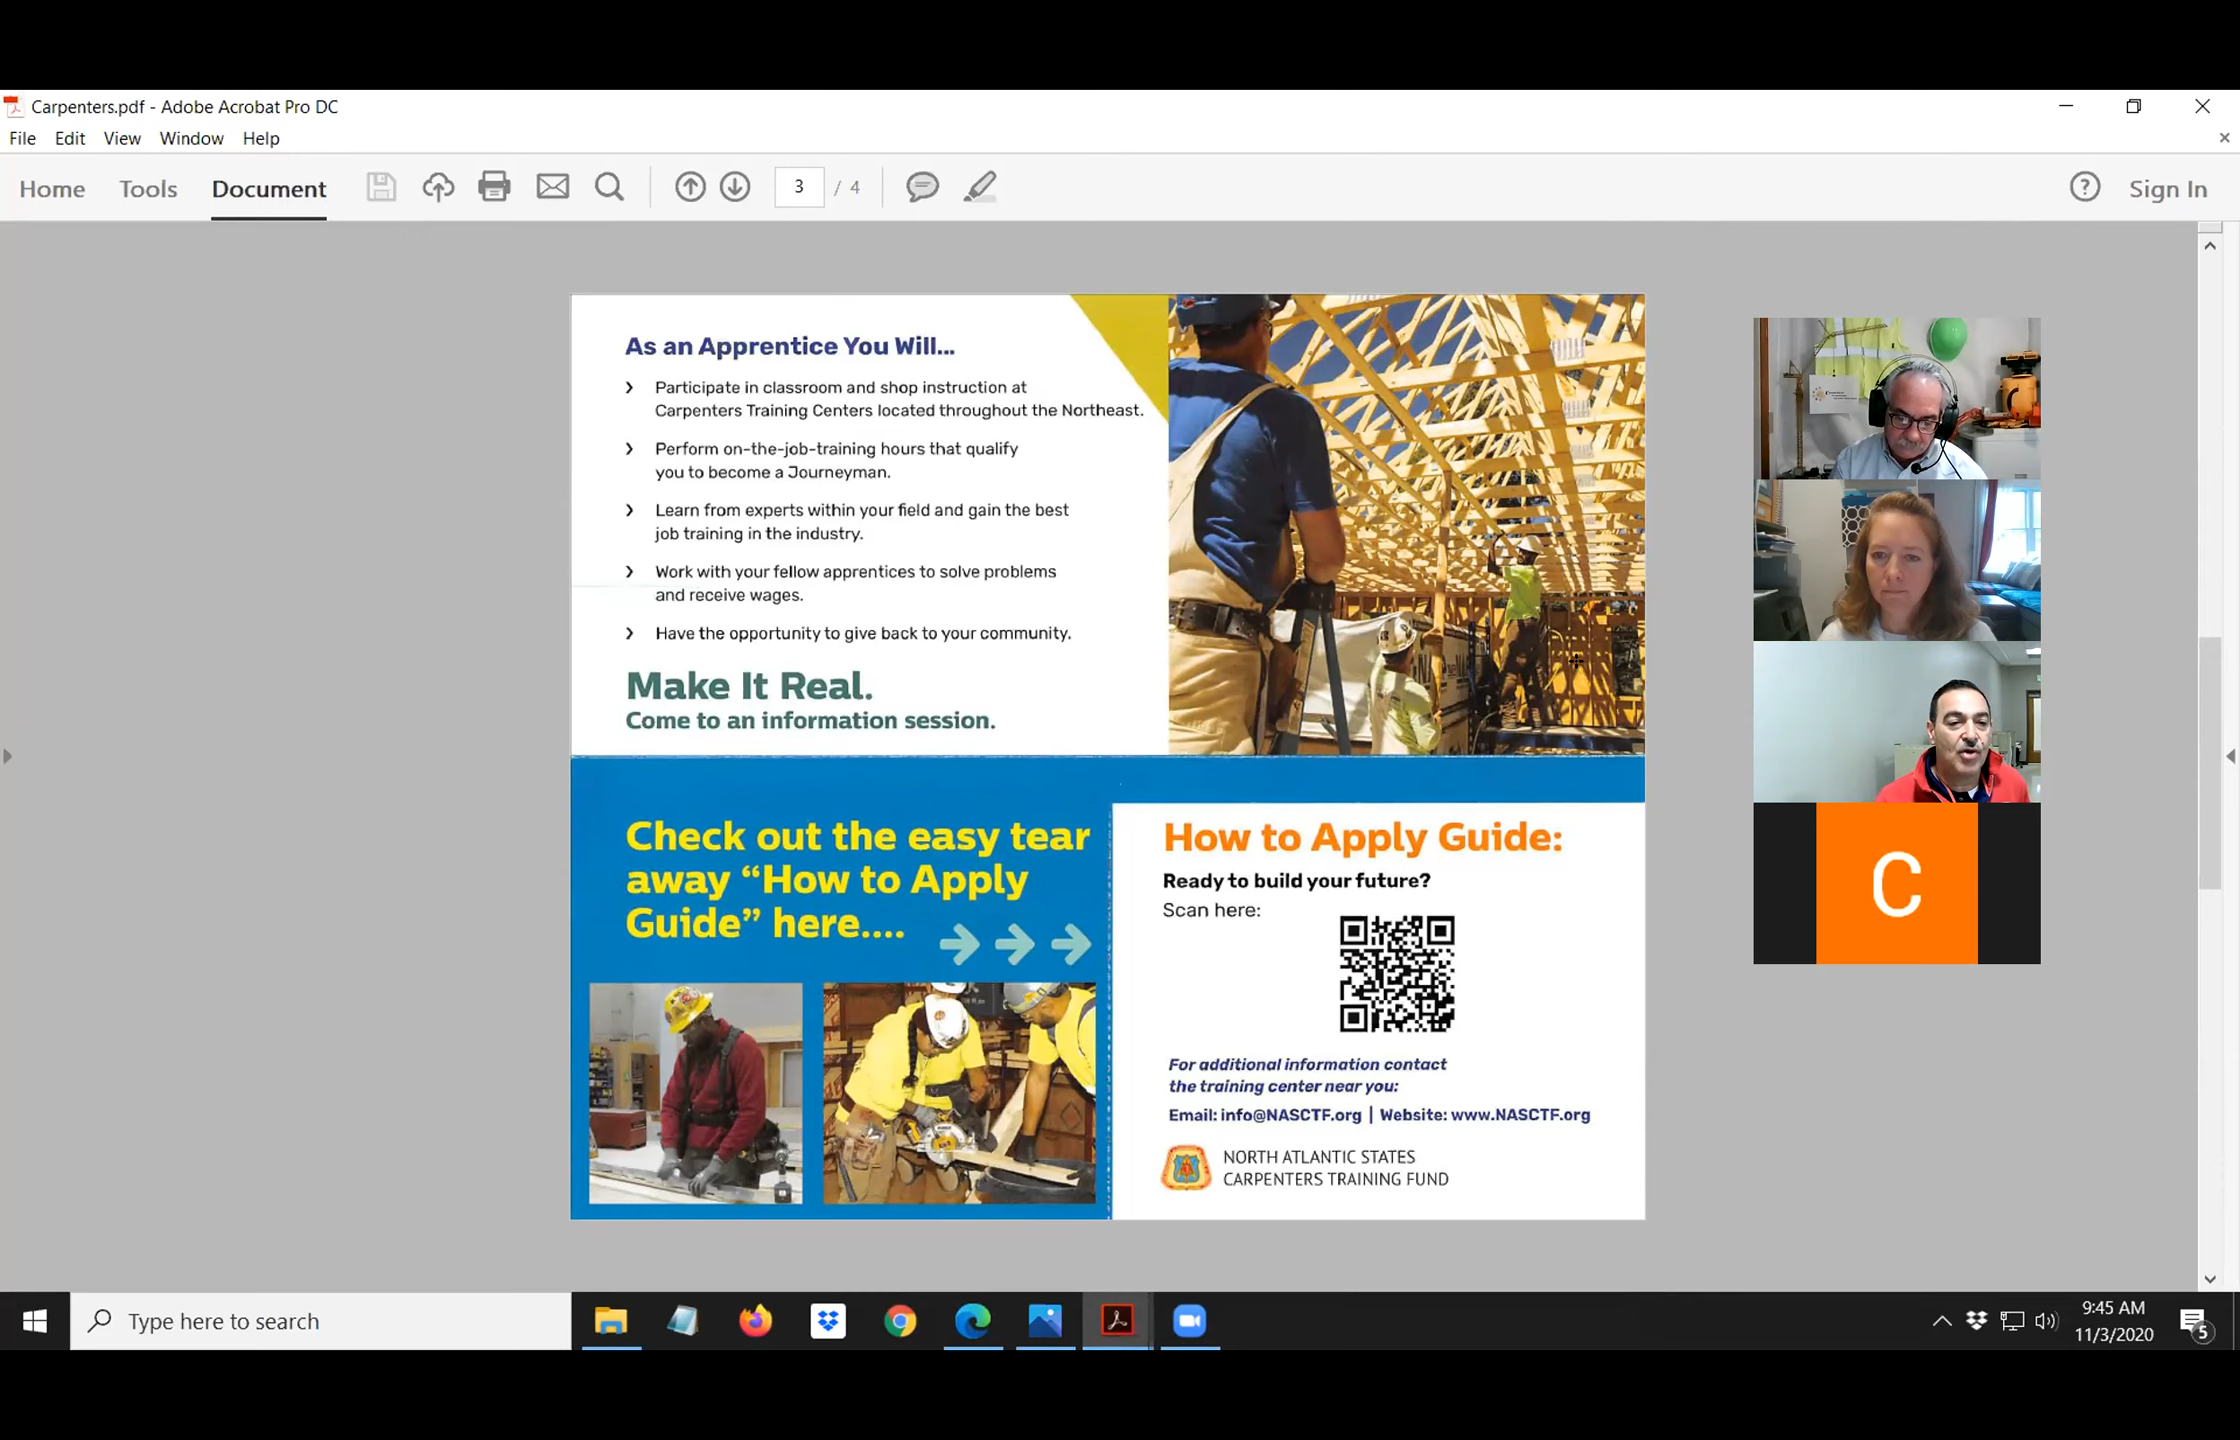 Carpenters.pdf - Adobe Acrobat Pro DC
File Edit View Window Help
Home Tools Document 3 / 4 Sign In
As an Apprentice You Will...
Participate in classroom and shop instruction at
Carpenters Training Centers located throughout the Northeast.
Perform on-the-job-training hours that qualify
you to become a Journeyman.
Learn from experts within your field and gain the best
job training in the industry.
Work with your fellow apprentices to solve problems
and receive wages.
Have the opportunity to give back to your community.
Make It Real.
Come to an information session.
Check out the easy tear
away “How to Apply
Guide” here....
How to Apply Guide:
Ready to build your future?
Scan here:
For additional information contact
the training center near you:
Email: info@NASCTF.org | Website: www.NASCTF.org
NORTH ATLANTIC STATES
CARPENTERS TRAINING FUND
C
Type here to search
9:45 AM
11/3/2020
5